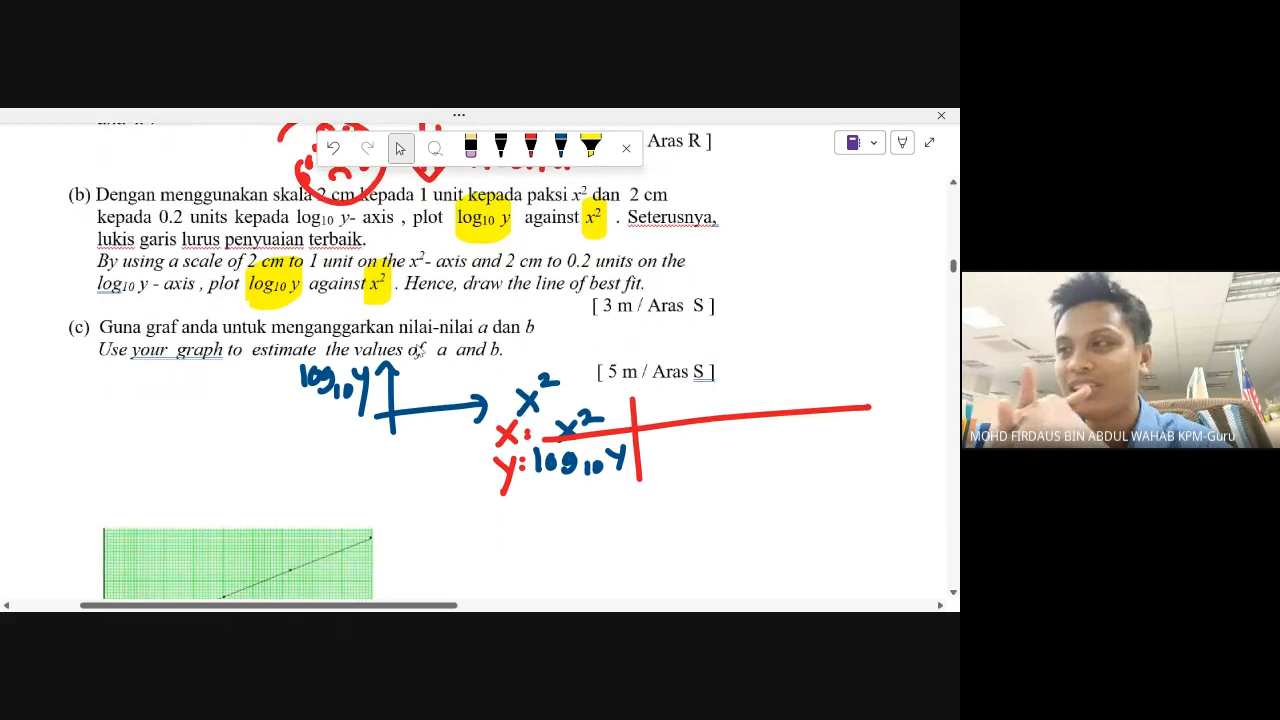 Aras R ]
(b) Dengan menggunakan skala 2 cm kepada 1 unit kepada paksi x² dan 2 cm
kepada 0.2 units kepada log₁₀ y- axis , plot log₁₀ y against x² . Seterusnya,
lukis garis lurus penyuaian terbaik.
By using a scale of 2 cm to 1 unit on the x²- axis and 2 cm to 0.2 units on the
log₁₀ y - axis , plot log₁₀ y against x² . Hence, draw the line of best fit.
[ 3 m / Aras S ]
(c) Guna graf anda untuk menganggarkan nilai-nilai a dan b
Use your graph to estimate the values of a and b.
[ 5 m / Aras S ]
log₁₀y
x²
x: x²
y: log₁₀ y
MOHD FIRDAUS BIN ABDUL WAHAB KPM-Guru